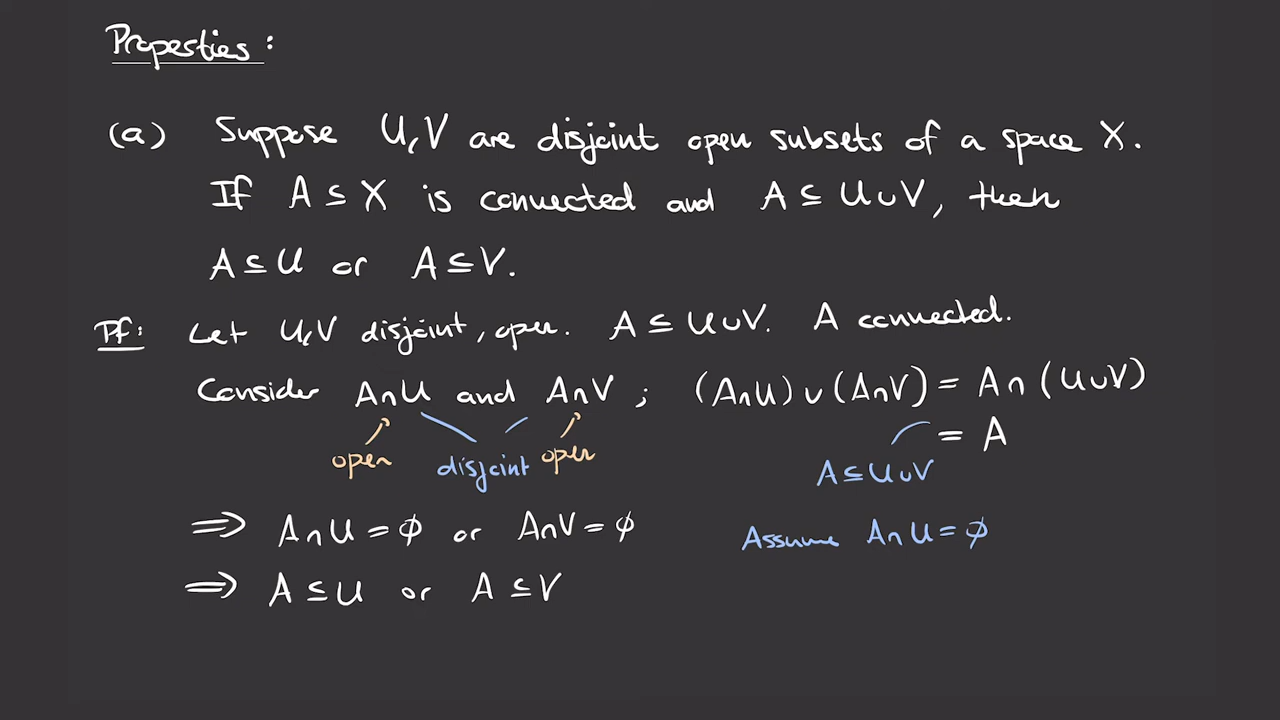 Properties:
(a) Suppose U, V are disjoint open subsets of a space X.
If A ⊆ X is connected and A ⊆ U ∪ V, then
A ⊆ U or A ⊆ V.
Pf: Let U, V disjoint, open. A ⊆ U ∪ V. A connected.
Consider A∩U and A∩V ; (A∩U) ∪ (A∩V) = A∩ (U∪V)
= A
open disjoint open A ⊆ U∪V
⟹ A∩U = ϕ or A∩V = ϕ Assume A∩U = ϕ
⟹ A ⊆ U or A ⊆ V